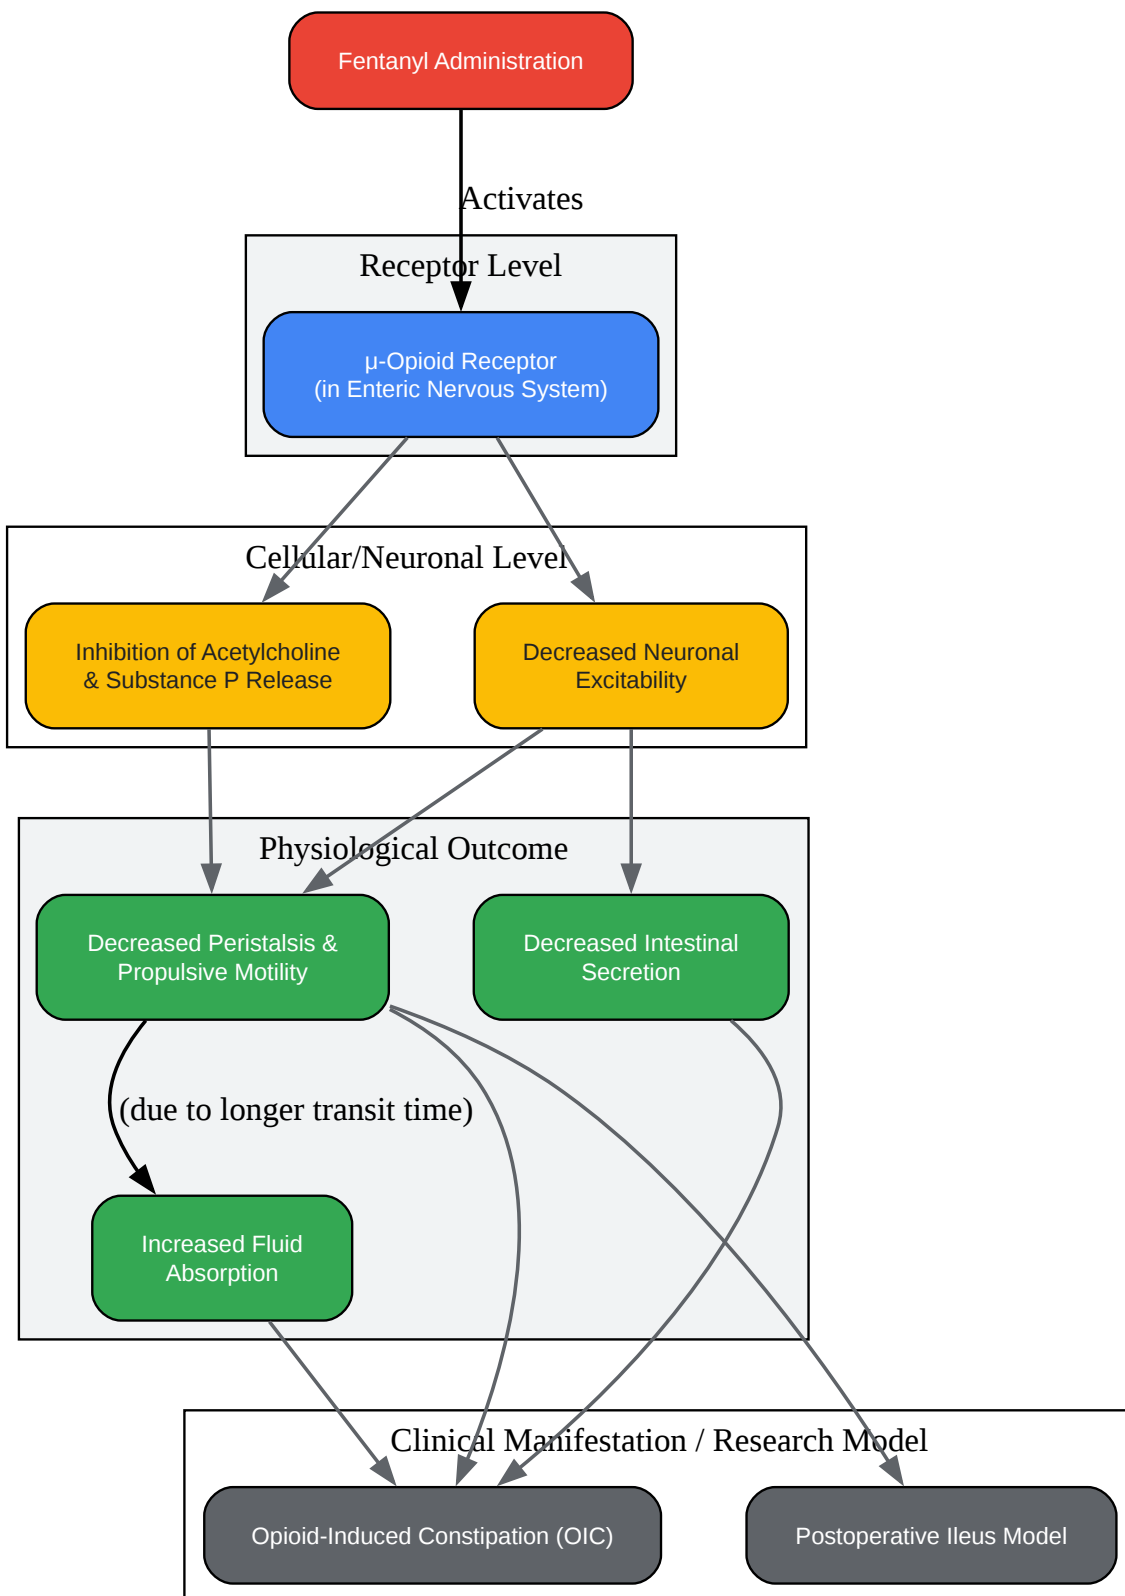 Fentanyl Administration
Activates
Receptor Level
μ-Opioid Receptor
(in Enteric Nervous System)
Cellular/Neuronal Level
Inhibition of Acetylcholine
& Substance P Release
Decreased Neuronal
Excitability
Physiological Outcome
Decreased Peristalsis &
Propulsive Motility
Decreased Intestinal
Secretion
(due to longer transit time)
Increased Fluid
Absorption
Clinical Manifestation / Research Model
Opioid-Induced Constipation (OIC)
Postoperative Ileus Model